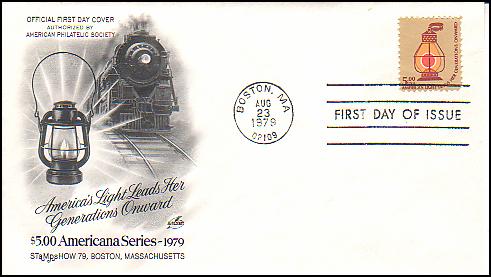 OFFICIAL FIRST DAY COVER
AUTHORIZED BY
AMERICAN PHILATELIC SOCIETY
America's Light Leads Her
Generations Onward
$5.00 Americana Series-1979
STaMpsHOW 79, BOSTON, MASSACHUSETTS
BOSTON, MA
AUG
23
1979
CP109
5.00
FIRST DAY OF ISSUE